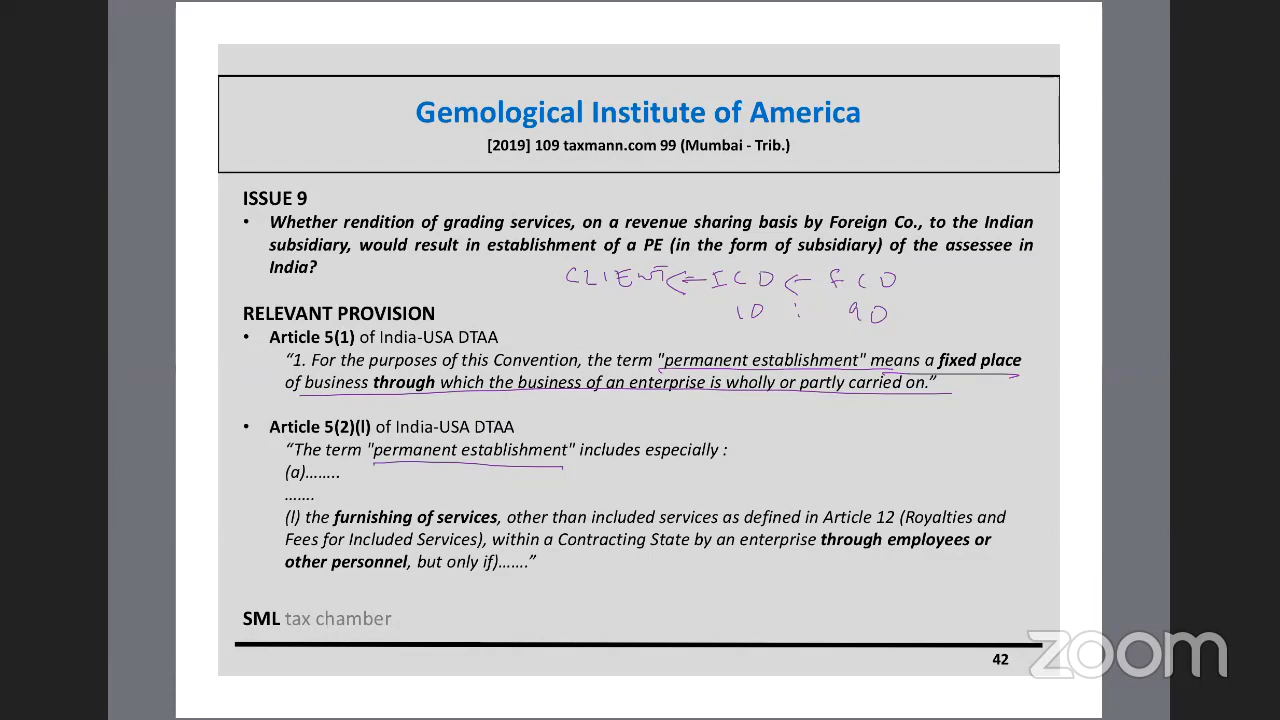 Gemological Institute of America
[2019] 109 taxmann.com 99 (Mumbai - Trib.)
ISSUE 9
• Whether rendition of grading services, on a revenue sharing basis by Foreign Co., to the Indian
subsidiary, would result in establishment of a PE (in the form of subsidiary) of the assessee in
India?
CLIENT ← ICO ← FCO
10 : 90
RELEVANT PROVISION
• Article 5(1) of India-USA DTAA
“1. For the purposes of this Convention, the term "permanent establishment" means a fixed place
of business through which the business of an enterprise is wholly or partly carried on.”
• Article 5(2)(l) of India-USA DTAA
“The term "permanent establishment" includes especially :
(a)……..
…….
(l) the furnishing of services, other than included services as defined in Article 12 (Royalties and
Fees for Included Services), within a Contracting State by an enterprise through employees or
other personnel, but only if)…….”
SML tax chamber
42
zoom